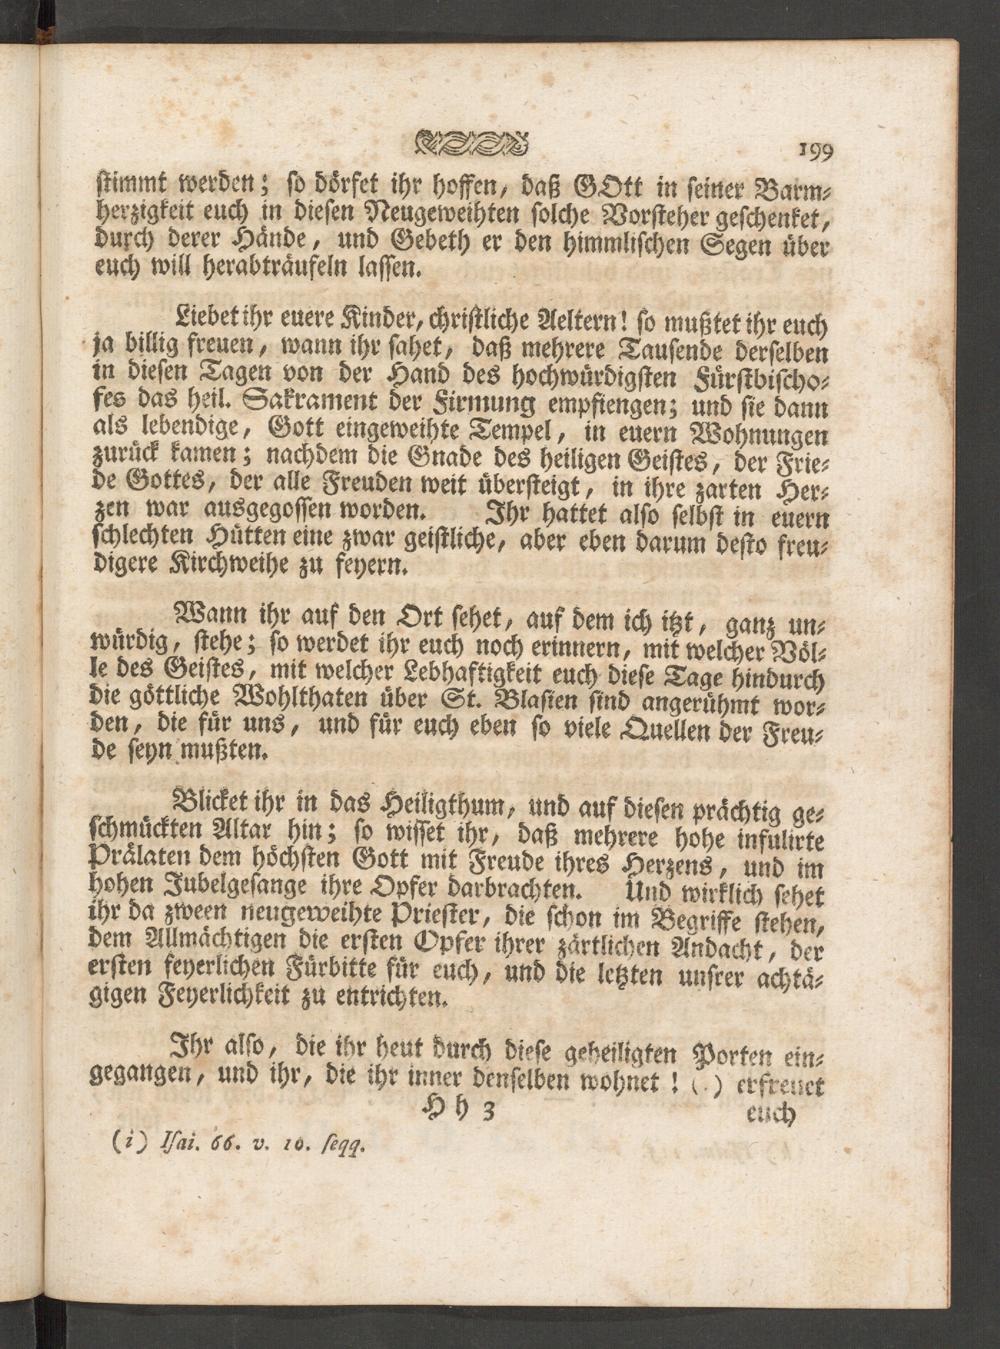 199
stimmt werden; so dörfet ihr hoffen, daß GOtt in seiner Barm-
herzigkeit euch in diesen Neugeweihten solche Vorsteher geschenket,
durch derer Hände, und Gebeth er den himmlischen Segen über
euch will herabträufeln lassen.
Liebet ihr euere Kinder, christliche Aeltern! so mußtet ihr euch
ja billig freuen, wann ihr sahet, daß mehrere Tausende derselben
in diesen Tagen von der Hand des hochwürdigsten Fürstbischo-
fes das heil. Sakrament der Firmung empfiengen; und sie dann
als lebendige, Gott eingeweihte Tempel, in euern Wohnungen
zurück kamen; nachdem die Gnade des heiligen Geistes, der Frie-
de Gottes, der alle Freuden weit übersteigt, in ihre zarten Her-
zen war ausgegossen worden. Ihr hattet also selbst in euern
schlechten Hütten eine zwar geistliche, aber eben darum desto freu-
digere Kirchweihe zu feyern.
Wann ihr auf den Ort sehet, auf dem ich itzt, ganz un-
würdig, stehe; so werdet ihr euch noch erinnern, mit welcher Völ-
le des Geistes, mit welcher Lebhaftigkeit euch diese Tage hindurch
die göttliche Wohlthaten über St. Blasien sind angerühmt wor-
den, die für uns, und für euch eben so viele Quellen der Freu-
de seyn mußten.
Blicket ihr in das Heiligthum, und auf diesen prächtig ge-
schmückten Altar hin; so wisset ihr, daß mehrere hohe infulirte
Prälaten dem höchsten Gott mit Freude ihres Herzens, und im
hohen Jubelgesange ihre Opfer darbrachten. Und wirklich sehet
ihr da zween neugeweihte Priester, die schon im Begriffe stehen,
dem Allmächtigen die ersten Opfer ihrer zärtlichen Andacht, der
ersten feyerlichen Fürbitte für euch, und die letzten unsrer achtä-
gigen Feyerlichkeit zu entrichten.
Ihr also, die ihr heut durch diese geheiligten Porten ein-
gegangen, und ihr, die ihr inner denselben wohnet! (.) erfreuet
H h 3 euch
(i) Isai. 66. v. 10. seqq.